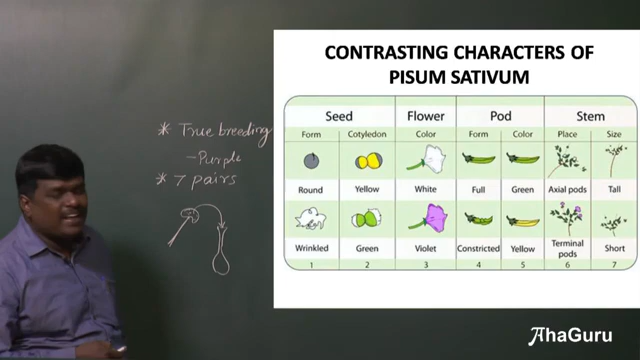 CONTRASTING CHARACTERS OF
PISUM SATIVUM
Seed Flower Pod Stem
Form Cotyledon Color Form Color Place Size
Round Yellow White Full Green Axial pods Tall
Wrinkled Green Violet Constricted Yellow Terminal pods Short
1 2 3 4 5 6 7
* True breeding
- Purple
* 7 pairs
AhaGuru